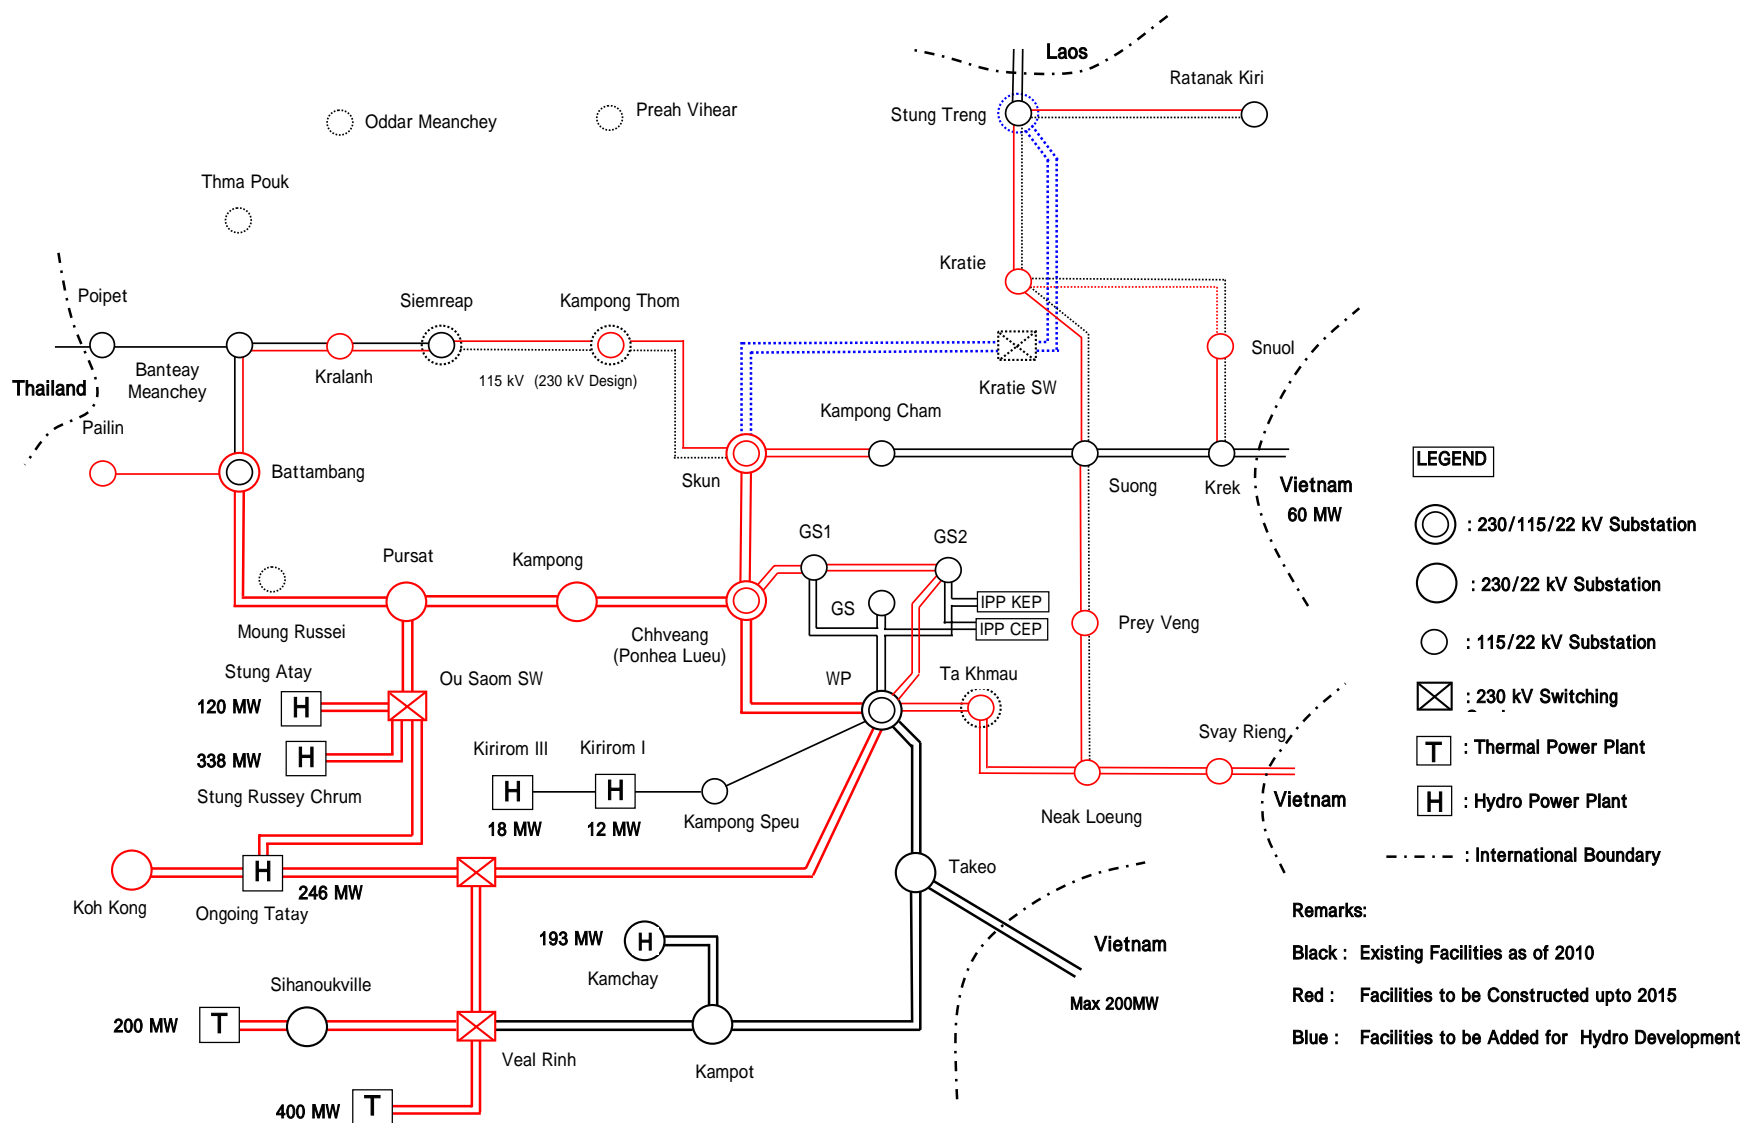 Laos
Ratanak Kiri
Stung Treng
Oddar Meanchey
Preah Vihear
Thma Pouk
Kratie
Poipet
Siemreap
Kampong Thom
Snuol
Banteay
Meanchey
Kralanh
115 kV (230 kV Design)
Kratie SW
Thailand
Pailin
Kampong Cham
Battambang
Skun
Suong
Krek
Vietnam
60 MW
LEGEND
: 230/115/22 kV Substation
GS1
GS2
Pursat
Kampong
: 230/22 kV Substation
GS
IPP KEP
IPP CEP
Moung Russei
Chhveang
(Ponhea Lueu)
Prey Veng
: 115/22 kV Substation
Stung Atay
Ou Saom SW
WP
Ta Khmau
120 MW
H
: 230 kV Switching
Svay Rieng
338 MW
H
Kirirom III
Kirirom I
T
: Thermal Power Plant
Stung Russey Chrum
H
H
Vietnam
H
: Hydro Power Plant
18 MW
12 MW
Kampong Speu
Neak Loeung
: International Boundary
H
246 MW
Takeo
Koh Kong
Ongoing Tatay
Remarks:
193 MW
H
Vietnam
Black : Existing Facilities as of 2010
Kamchay
Sihanoukville
Max 200MW
Red : Facilities to be Constructed upto 2015
200 MW
T
Blue : Facilities to be Added for Hydro Development
Veal Rinh
Kampot
400 MW
T